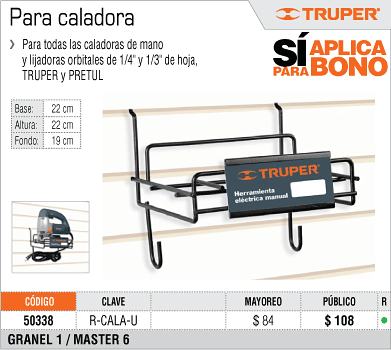 Para caladora
TRUPER
Para todas las caladoras de mano
y lijadoras orbitales de 1/4" y 1/3" de hoja,
TRUPER y PRETUL
SÍ APLICA
PARA BONO
Base: 22 cm
Altura: 22 cm
Fondo: 19 cm
TRUPER
Herramienta
eléctrica manual
CÓDIGO CLAVE MAYOREO PÚBLICO R
50338 R-CALA-U $ 84 $ 108
GRANEL 1 / MASTER 6